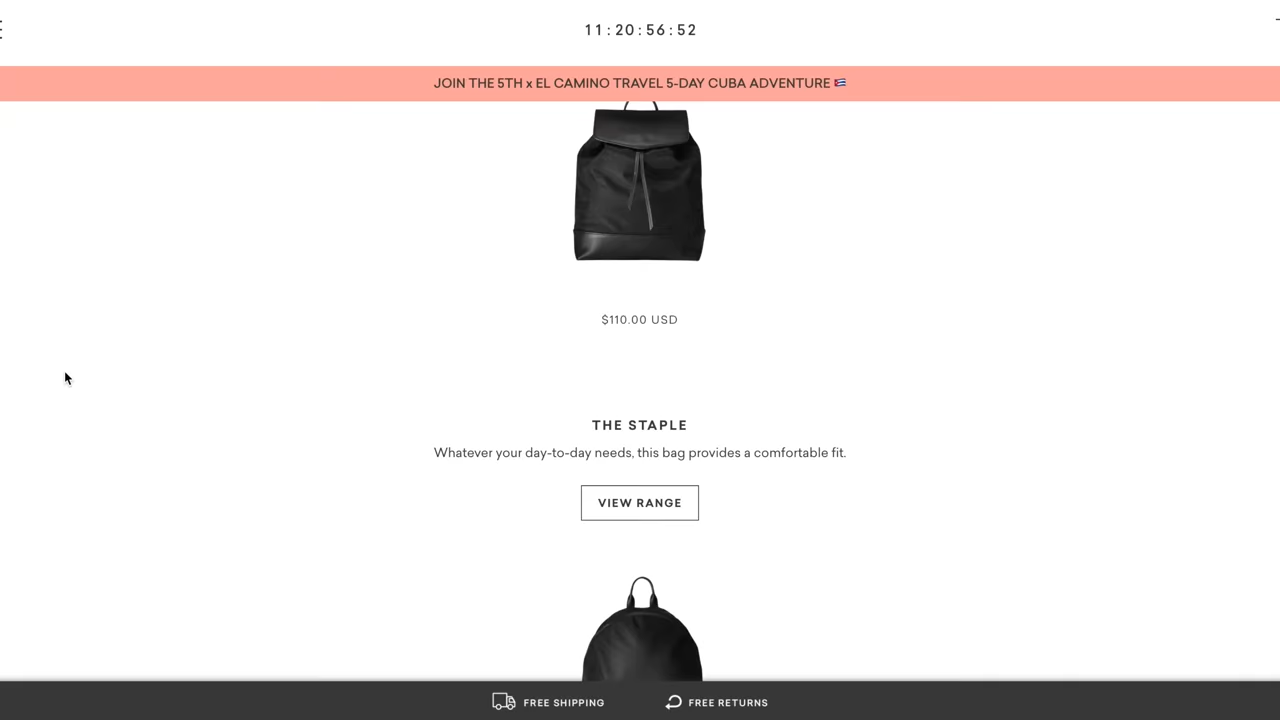 11:20:56:52
JOIN THE 5TH x EL CAMINO TRAVEL 5-DAY CUBA ADVENTURE 🇨🇺
$110.00 USD
THE STAPLE
Whatever your day-to-day needs, this bag provides a comfortable fit.
VIEW RANGE
FREE SHIPPING
FREE RETURNS